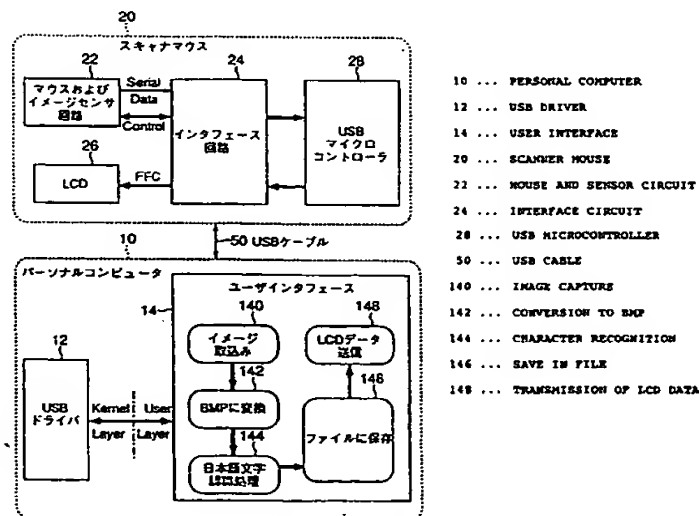 20
スキャナマウス
22
マウスおよび
イメージセンサ
回路
Serial
Data
Control
24
インタフェース
回路
28
USB
マイクロ
コントローラ
26
LCD
FFC
50 USBケーブル
10
パーソナルコンピュータ
ユーザインタフェース
14
12
USB
ドライバ
Kernel
Layer
User
Layer
140
イメージ
取込み
142
BMPに変換
144
日本語文字
認識処理
148
LCDデータ
送信
146
ファイルに保存
10 ... PERSONAL COMPUTER
12 ... USB DRIVER
14 ... USER INTERFACE
20 ... SCANNER MOUSE
22 ... MOUSE AND SENSOR CIRCUIT
24 ... INTERFACE CIRCUIT
28 ... USB MICROCONTROLLER
50 ... USB CABLE
140 ... IMAGE CAPTURE
142 ... CONVERSION TO BMP
144 ... CHARACTER RECOGNITION
146 ... SAVE IN FILE
148 ... TRANSMISSION OF LCD DATA